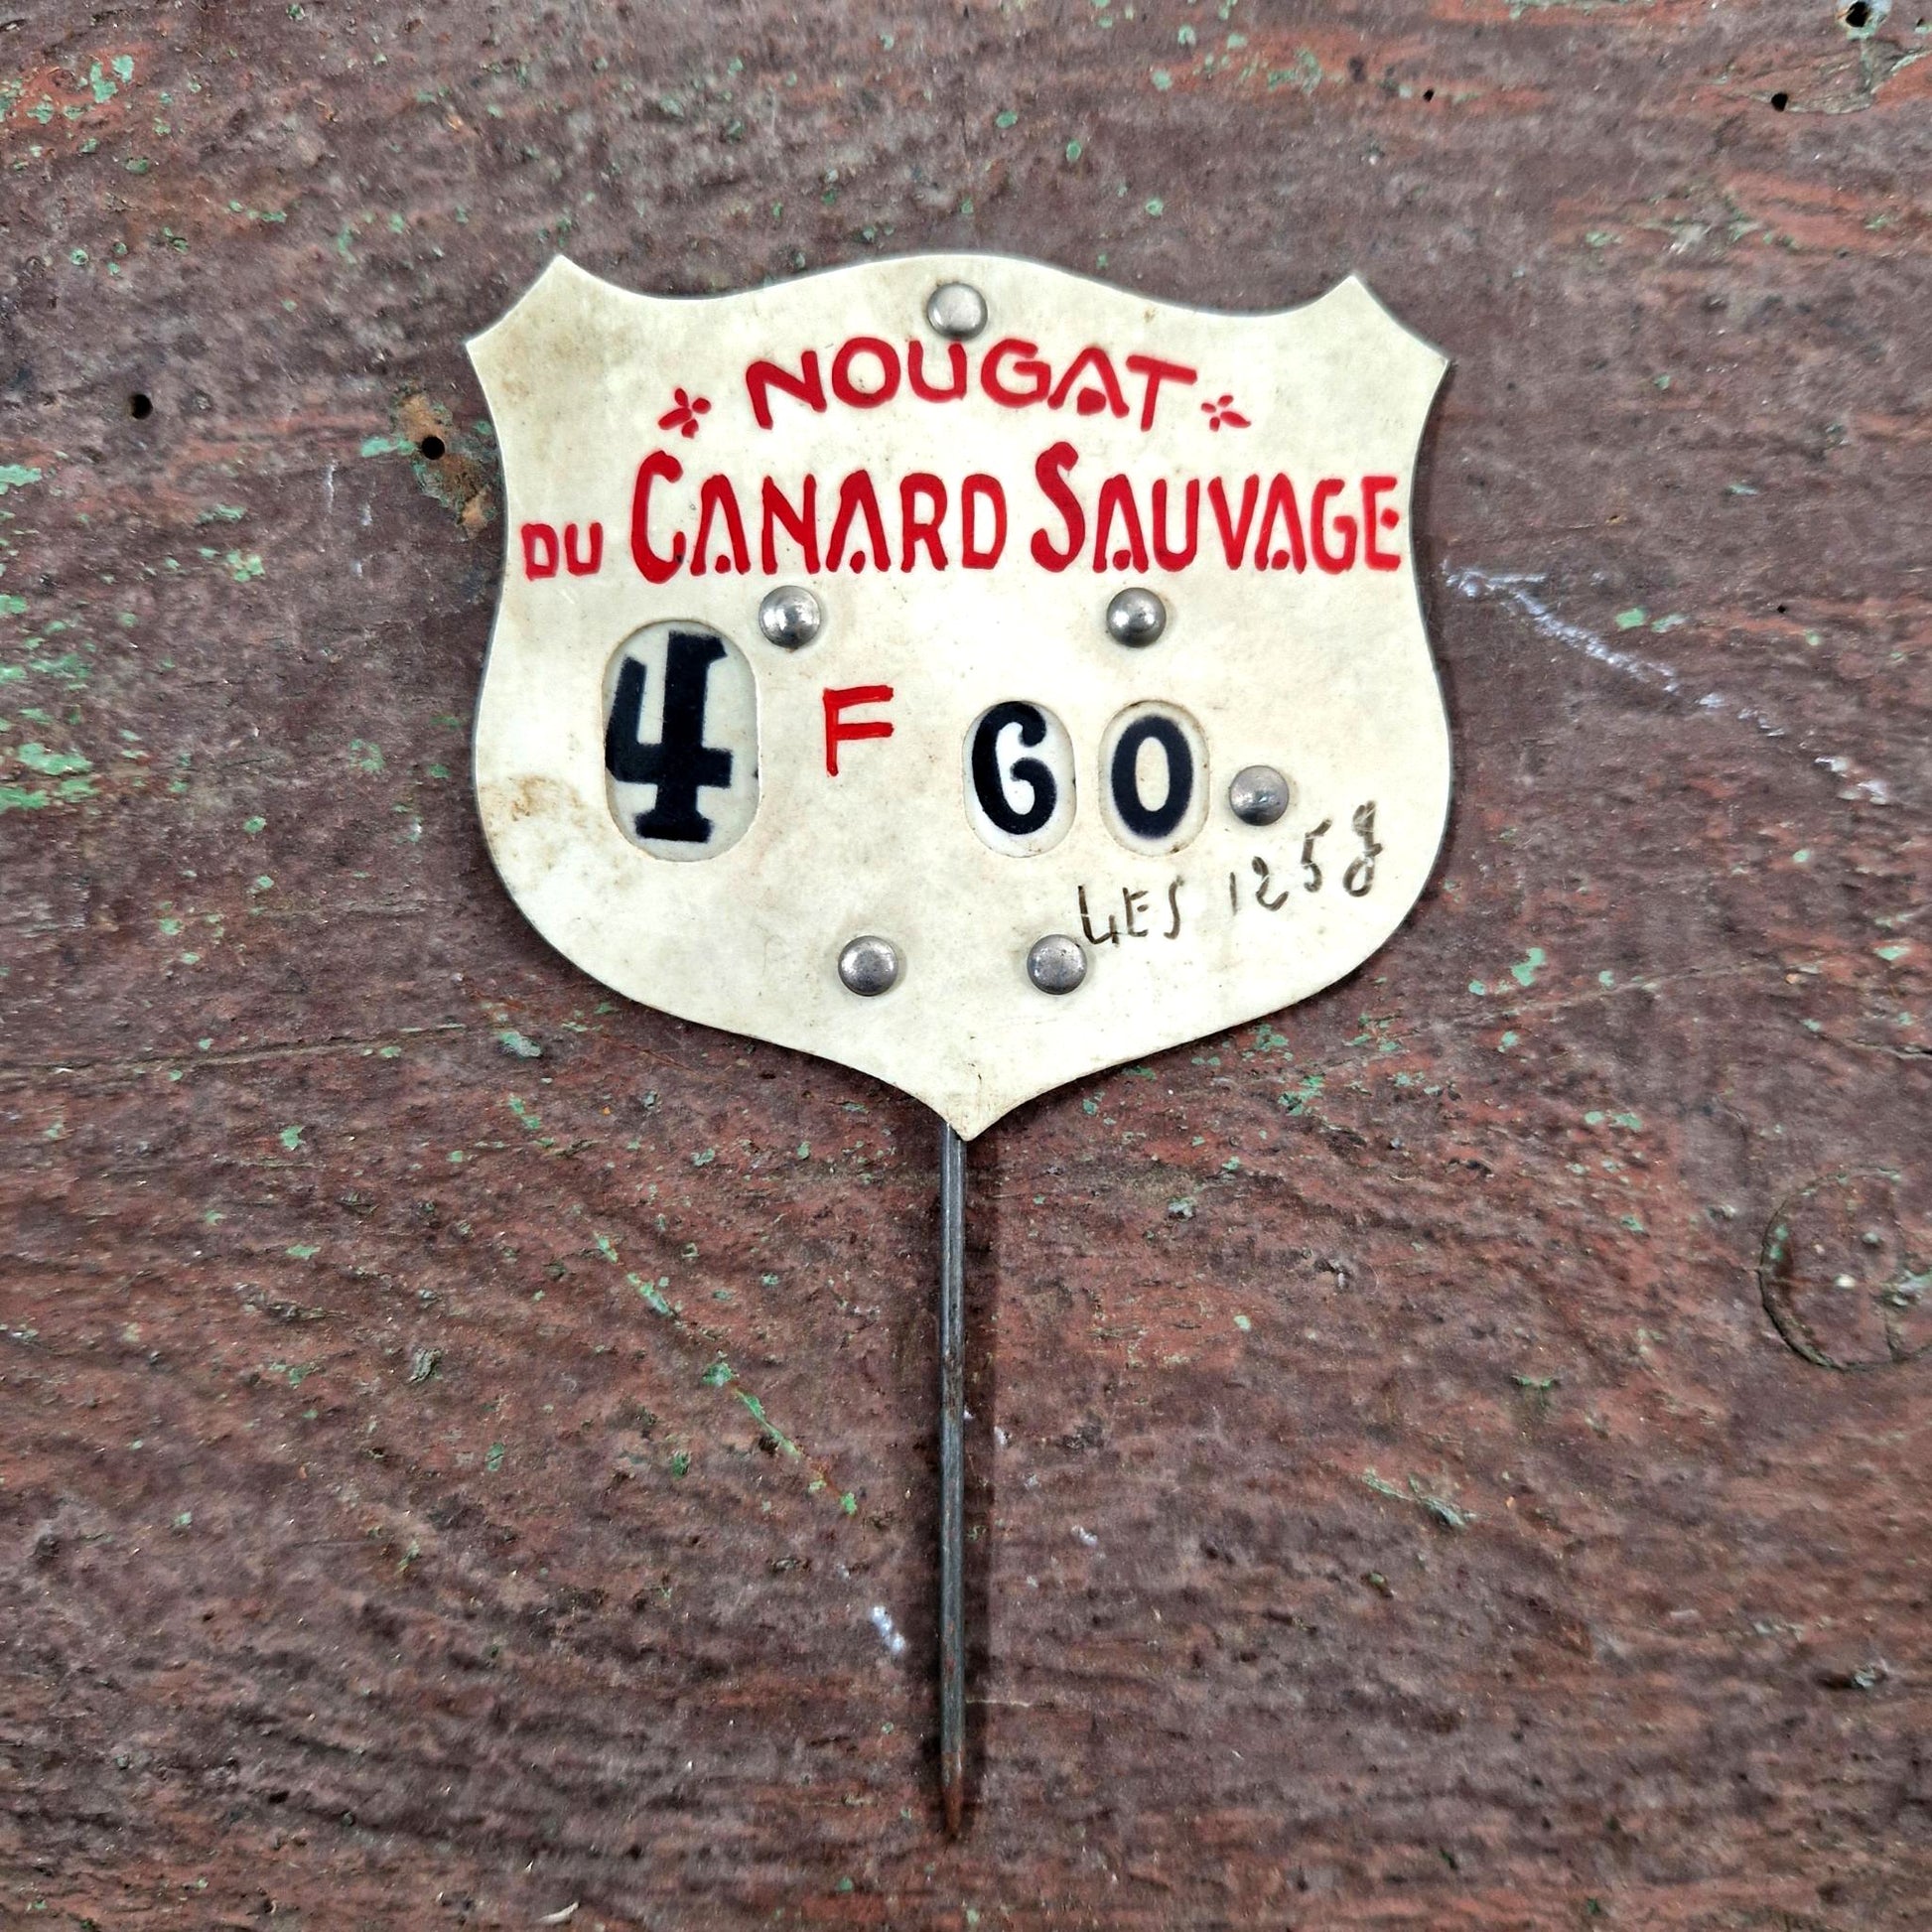 NOUGAT
DU CANARD SAUVAGE
4 F 60
LES 125g